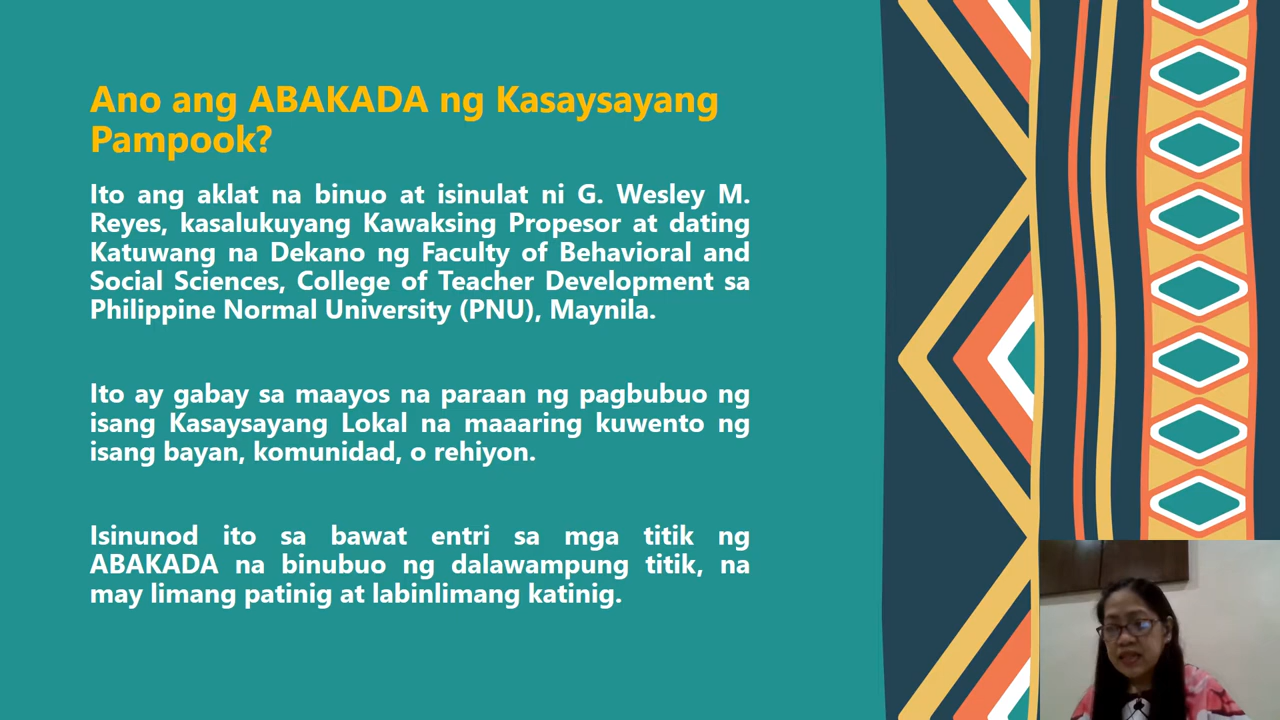 Ano ang ABAKADA ng Kasaysayang
Pampook?
Ito ang aklat na binuo at isinulat ni G. Wesley M.
Reyes, kasalukuyang Kawaksing Propesor at dating
Katuwang na Dekano ng Faculty of Behavioral and
Social Sciences, College of Teacher Development sa
Philippine Normal University (PNU), Maynila.
Ito ay gabay sa maayos na paraan ng pagbubuo ng
isang Kasaysayang Lokal na maaaring kuwento ng
isang bayan, komunidad, o rehiyon.
Isinunod ito sa bawat entri sa mga titik ng
ABAKADA na binubuo ng dalawampung titik, na
may limang patinig at labinlimang katinig.